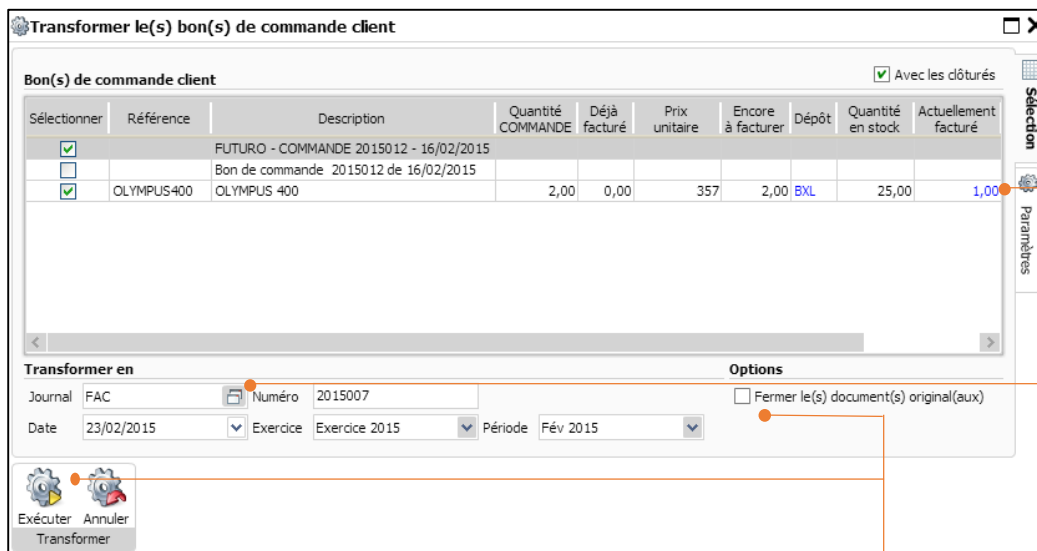 Transformer le(s) bon(s) de commande client
Bon(s) de commande client
Avec les clôturés
Sélectionner Référence Description Quantité COMMANDE Déjà facturé Prix unitaire Encore à facturer Dépôt Quantité en stock Actuellement facturé
FUTURO - COMMANDE 2015012 - 16/02/2015
Bon de commande 2015012 de 16/02/2015
OLYMPUS400 OLYMPUS 400 2,00 0,00 357 2,00 BXL 25,00 1,00
Sélection
Paramètres
Transformer en
Options
Journal FAC Numéro 2015007
Fermer le(s) document(s) original(aux)
Date 23/02/2015 Exercice Exercice 2015 Période Fév 2015
Exécuter Annuler
Transformer